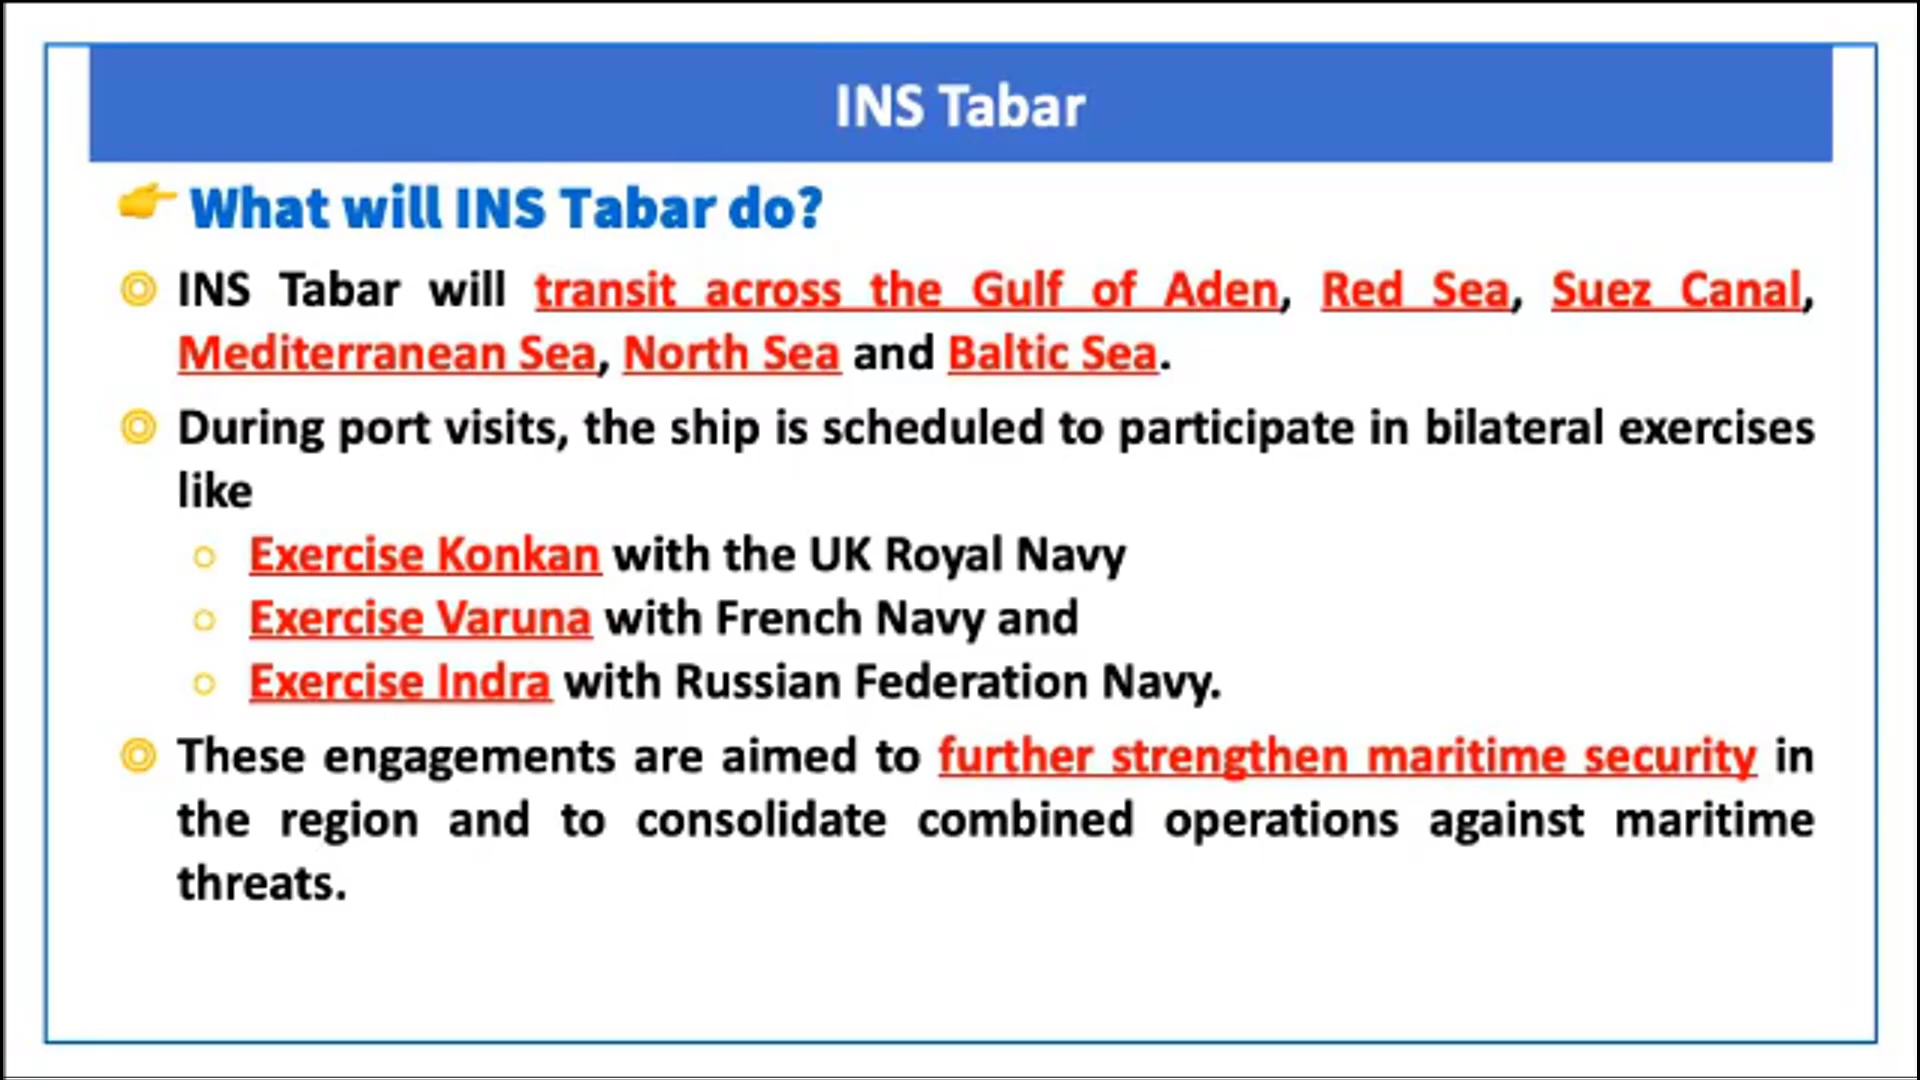 INS Tabar
What will INS Tabar do?
INS Tabar will transit across the Gulf of Aden, Red Sea, Suez Canal,
Mediterranean Sea, North Sea and Baltic Sea.
During port visits, the ship is scheduled to participate in bilateral exercises
like
Exercise Konkan with the UK Royal Navy
Exercise Varuna with French Navy and
Exercise Indra with Russian Federation Navy.
These engagements are aimed to further strengthen maritime security in
the region and to consolidate combined operations against maritime
threats.